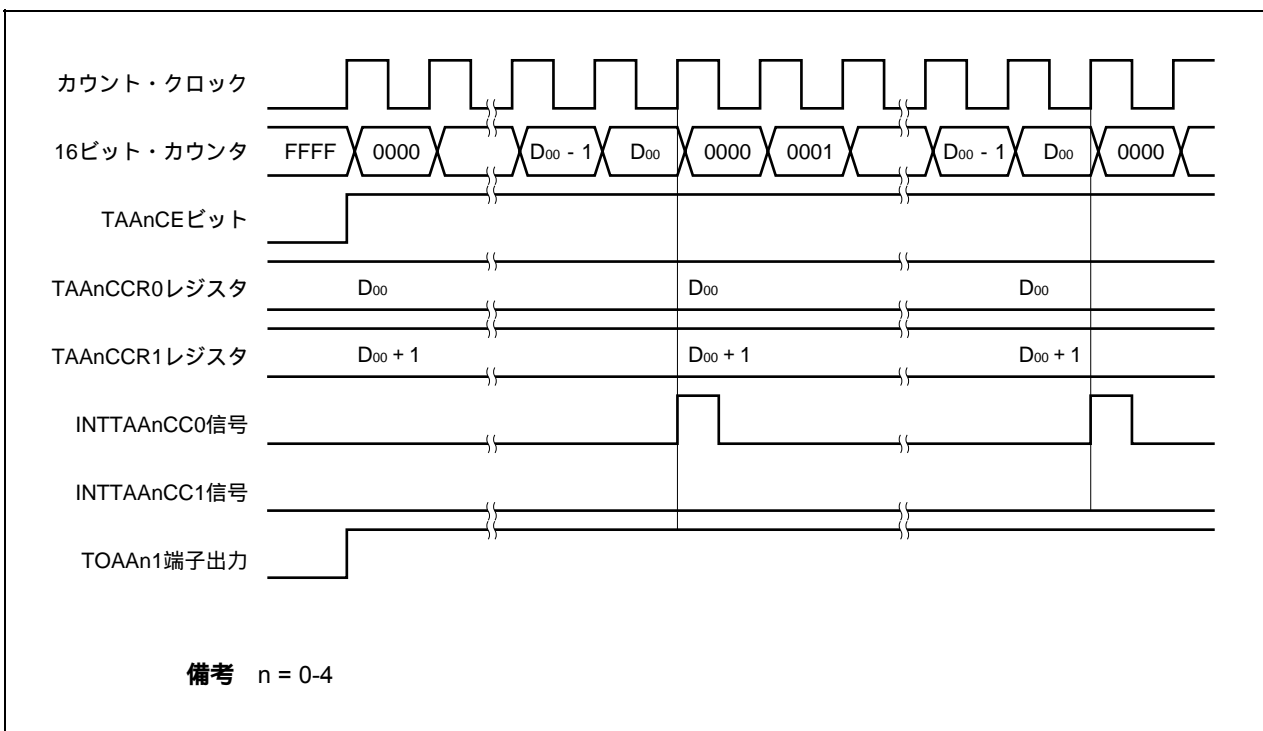 カウント・クロック
16ビット・カウンタ FFFF 0000 D00 - 1 D00 0000 0001 D00 - 1 D00 0000
TAAnCEビット
TAAnCCR0レジスタ D00 D00 D00
TAAnCCR1レジスタ D00 + 1 D00 + 1 D00 + 1
INTTAAnCC0信号
INTTAAnCC1信号
TOAAn1端子出力
備考 n = 0-4